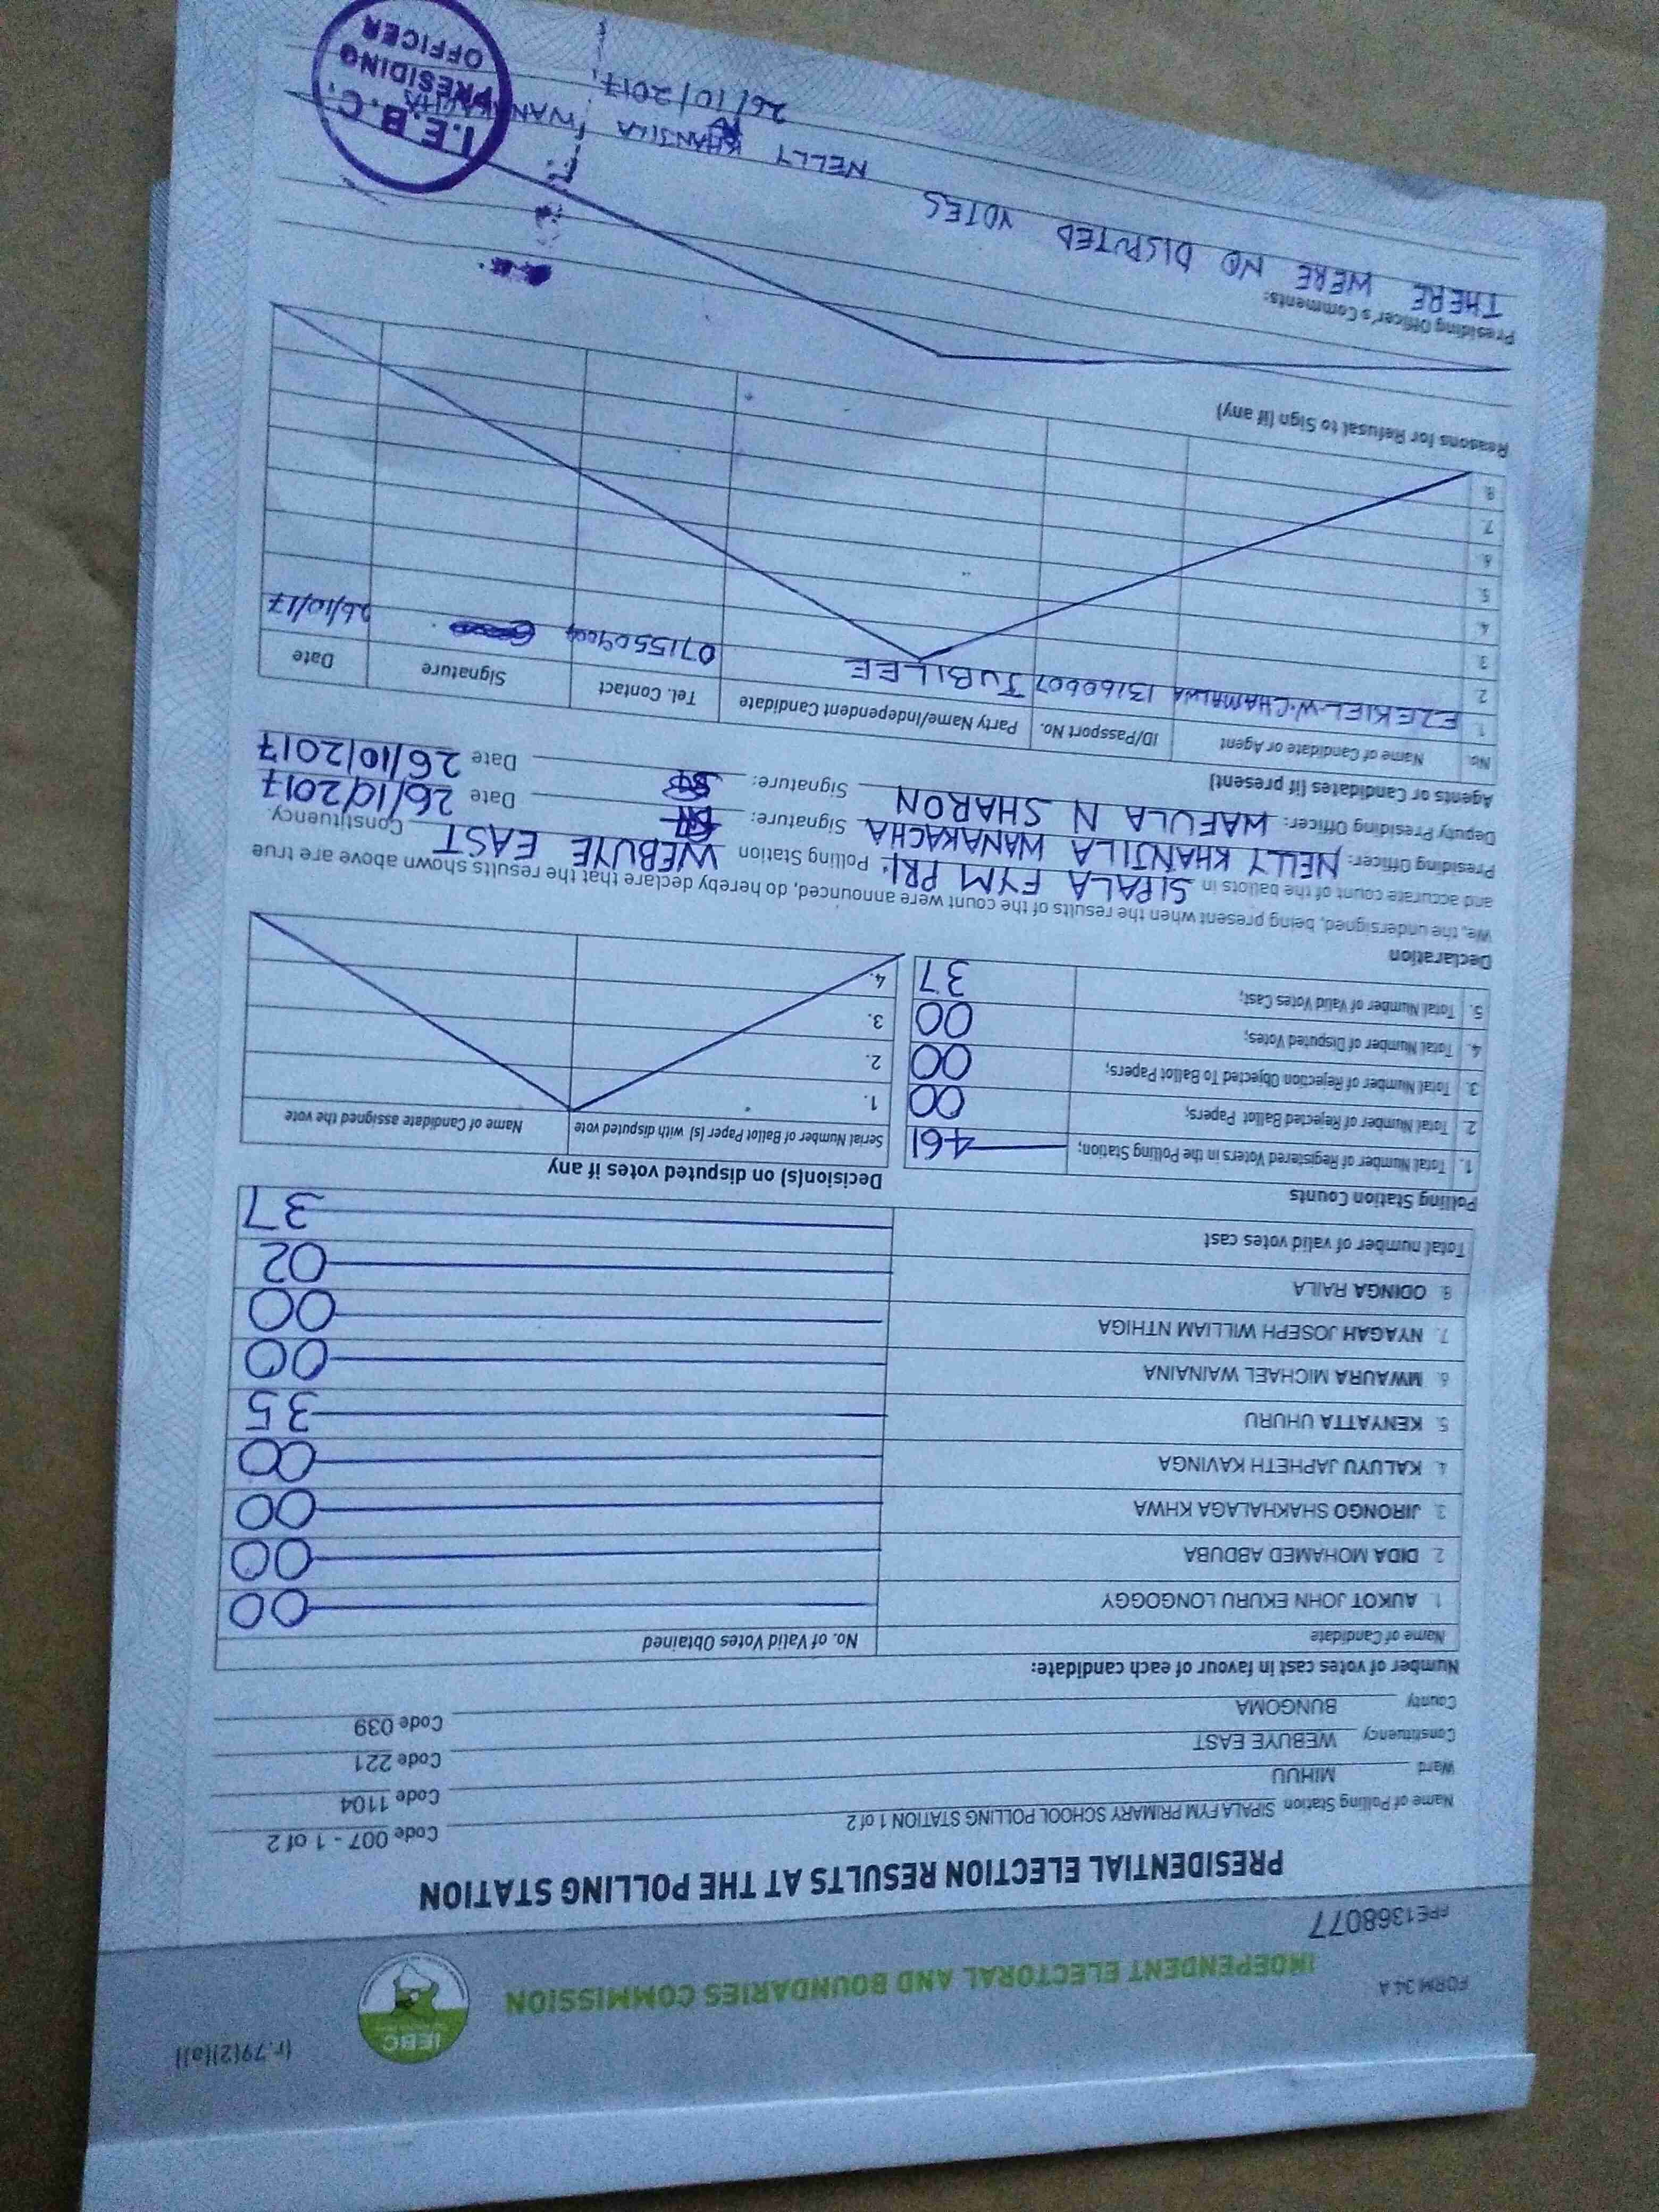 (r.79(2)(a))
IEBC
FORM 34 A
INDEPENDENT ELECTORAL AND BOUNDARIES COMMISSION
PPE1368077
PRESIDENTIAL ELECTION RESULTS AT THE POLLING STATION
Name of Polling Station SIPALA FYM PRIMARY SCHOOL POLLING STATION 1 of 2 Code 007 - 1 of 2
Ward MIHUU Code 1104
Constituency WEBUYE EAST Code 221
County BUNGOMA Code 039
Number of votes cast in favour of each candidate:
Name of Candidate No. of Valid Votes Obtained
1. AUKOT JOHN EKURU LONGOGGY 00
2. DIDA MOHAMED ABDUBA 00
3. JIRONGO SHAKHALAGA KHWA 00
4. KALUYU JAPHETH KAVINGA 00
5. KENYATTA UHURU 35
6. MWAURA MICHAEL WAINAINA 00
7. NYAGAH JOSEPH WILLIAM NTHIGA 00
8. ODINGA RAILA 02
Total number of valid votes cast 37
Polling Station Counts
1. Total Number of Registered Voters in the Polling Station; 461
2. Total Number of Rejected Ballot Papers; 00
3. Total Number of Rejection Objected To Ballot Papers; 00
4. Total Number of Disputed Votes; 00
5. Total Number of Valid Votes Cast; 37
Decision(s) on disputed votes if any
Serial Number of Ballot Paper (s) with disputed vote Name of Candidate assigned the vote
1.
2.
3.
4.
Declaration
We, the undersigned, being present when the results of the count were announced, do hereby declare that the results shown above are true
and accurate count of the ballots in SIPALA FYM PRI. Polling Station WEBUYE EAST Constituency.
Presiding Officer: NELLY KHANJILA WANAKACHA Signature: Date 26/10/2017
Deputy Presiding Officer: WAFULA N SHARON Signature: Date 26/10/2017
Agents or Candidates (if present)
No. Name of Candidate or Agent ID/Passport No. Party Name/Independent Candidate Tel. Contact Signature Date
1. EZEKIEL W. CHAMALWA 13160607 JUBILEE 26/10/17
2
3
4.
5.
6.
7.
8.
Reasons for Refusal to Sign (if any)
Presiding Officer's Comments:
THERE WERE NO DISPUTED VOTES
NELLY KHANJILA WANAKACHA
26/10/2017
I.E.B.C.
PRESIDING
OFFICER